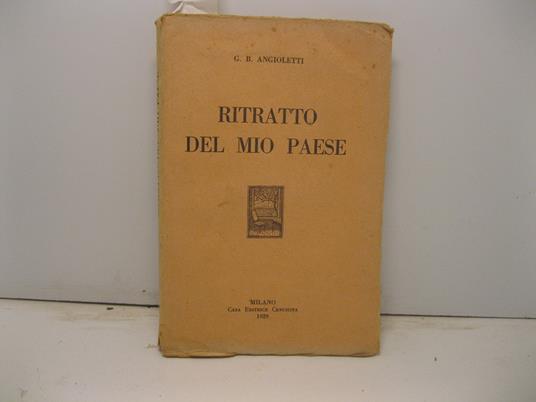 G. B. ANGIOLETTI
RITRATTO
DEL MIO PAESE
MILANO
CASA EDITRICE CESCHINA
1929